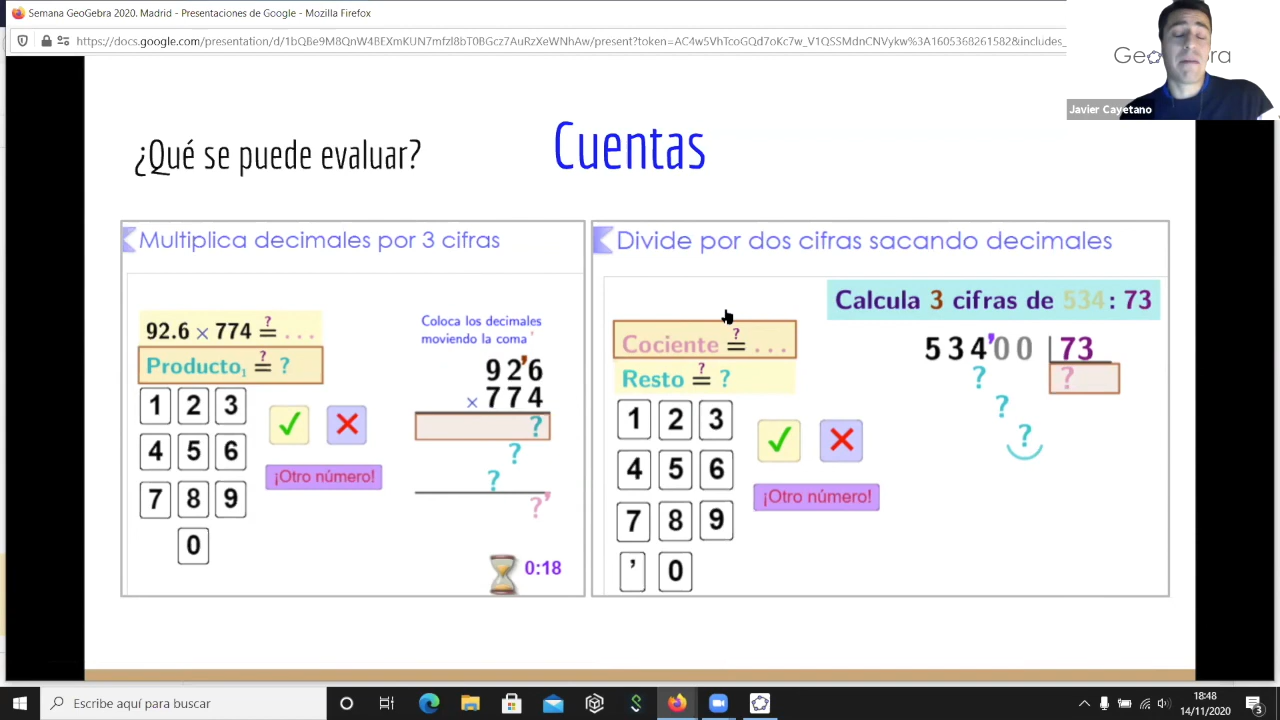 Semana GeoGebra 2020. Madrid - Presentaciones de Google - Mozilla Firefox
https://docs.google.com/presentation/d/1bQBe9M8QnW4BEXmKUN7mfzI8bT0BGcz7AuRzXeWNhAw/present?token=AC4w5VhTcoGQd7oKc7w_V1QSSMdnCNVykw%3A1605368261582&includes_
Javier Cayetano
¿Qué se puede evaluar?
Cuentas
Multiplica decimales por 3 cifras
92.6 × 774 ?= ...
Producto₁ ?= ?
1 2 3
4 5 6
7 8 9
0
¡Otro número!
Coloca los decimales
moviendo la coma '
92'6
× 774
?
?
?
?'
0:18
Divide por dos cifras sacando decimales
Calcula 3 cifras de 534 : 73
Cociente ?= ...
Resto ?= ?
1 2 3
4 5 6
7 8 9
' 0
¡Otro número!
534'00 73
? ?
?
?
Escribe aquí para buscar
18:48
14/11/2020
3